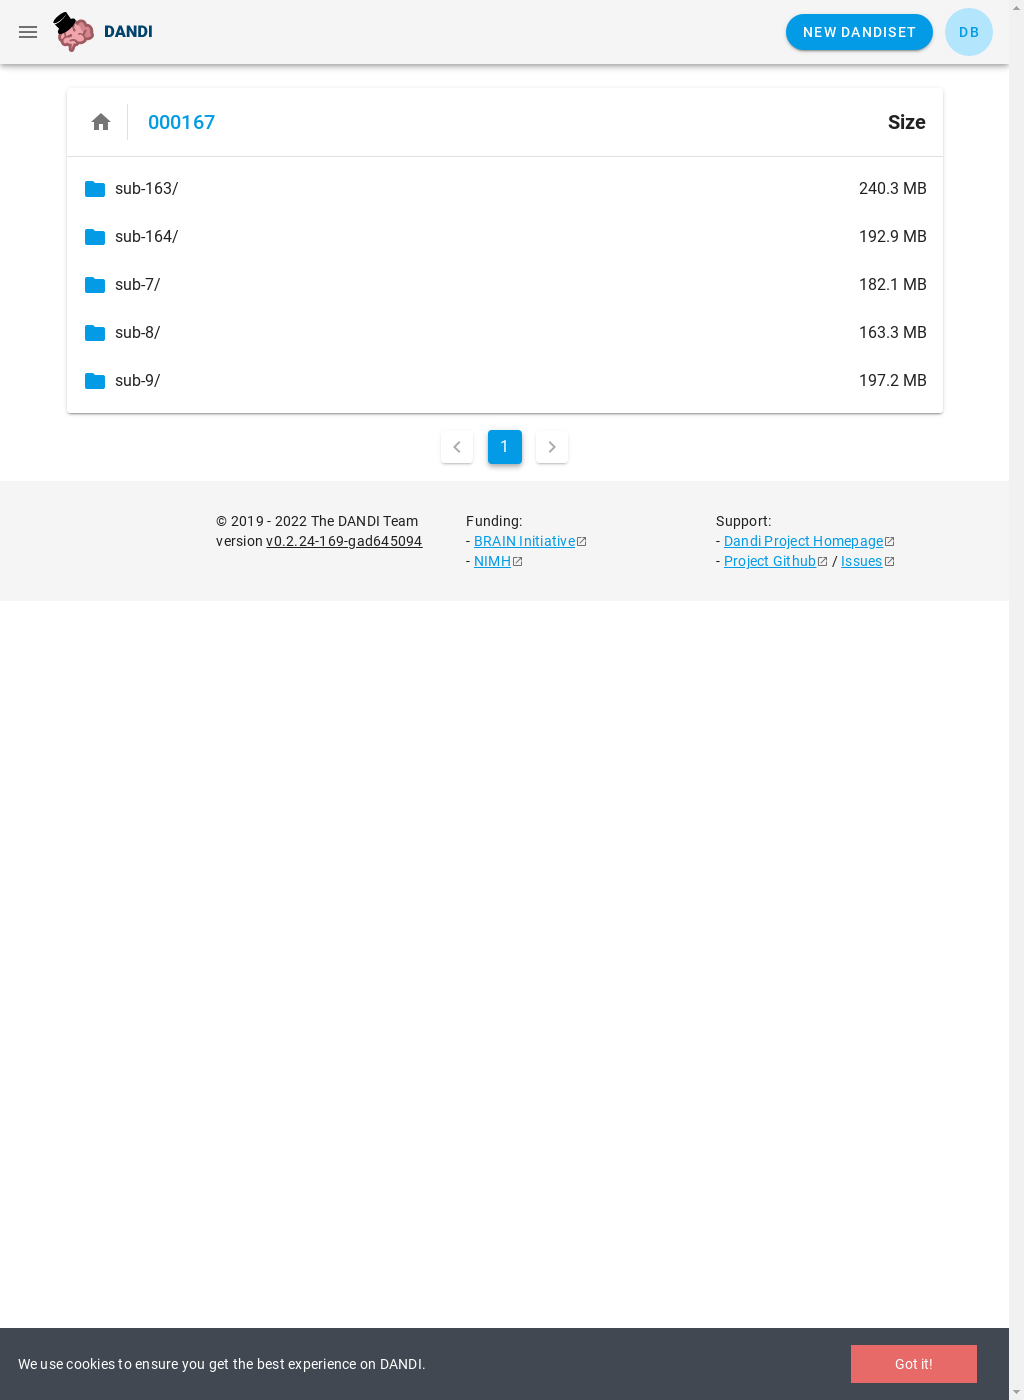 DANDI
NEW DANDISET
DB
000167
Size
sub-163/ 240.3 MB
sub-164/ 192.9 MB
sub-7/ 182.1 MB
sub-8/ 163.3 MB
sub-9/ 197.2 MB
1
© 2019 - 2022 The DANDI Team
version v0.2.24-169-gad645094
Funding:
- BRAIN Initiative
- NIMH
Support:
- Dandi Project Homepage
- Project Github / Issues
We use cookies to ensure you get the best experience on DANDI.
Got it!